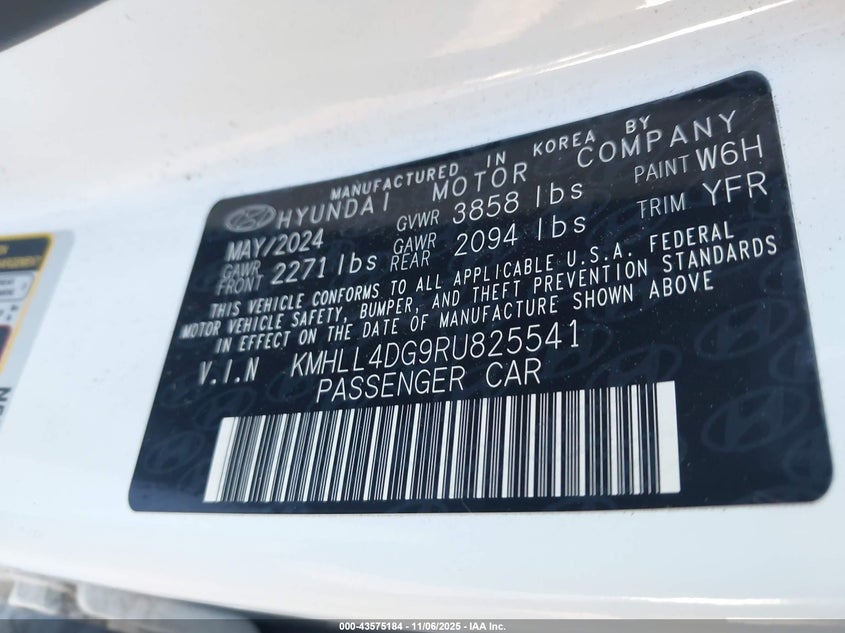 MANUFACTURED IN KOREA BY
HYUNDAI MOTOR COMPANY
MAY/2024 GVWR 3858 lbs PAINT W6H
GAWR FRONT 2271 lbs GAWR REAR 2094 lbs TRIM YFR
THIS VEHICLE CONFORMS TO ALL APPLICABLE U.S.A. FEDERAL
MOTOR VEHICLE SAFETY, BUMPER, AND THEFT PREVENTION STANDARDS
IN EFFECT ON THE DATE OF MANUFACTURE SHOWN ABOVE
V.I.N KMHLL4DG9RU825541
PASSENGER CAR
000-43575184 - 11/06/2025 - IAA Inc.